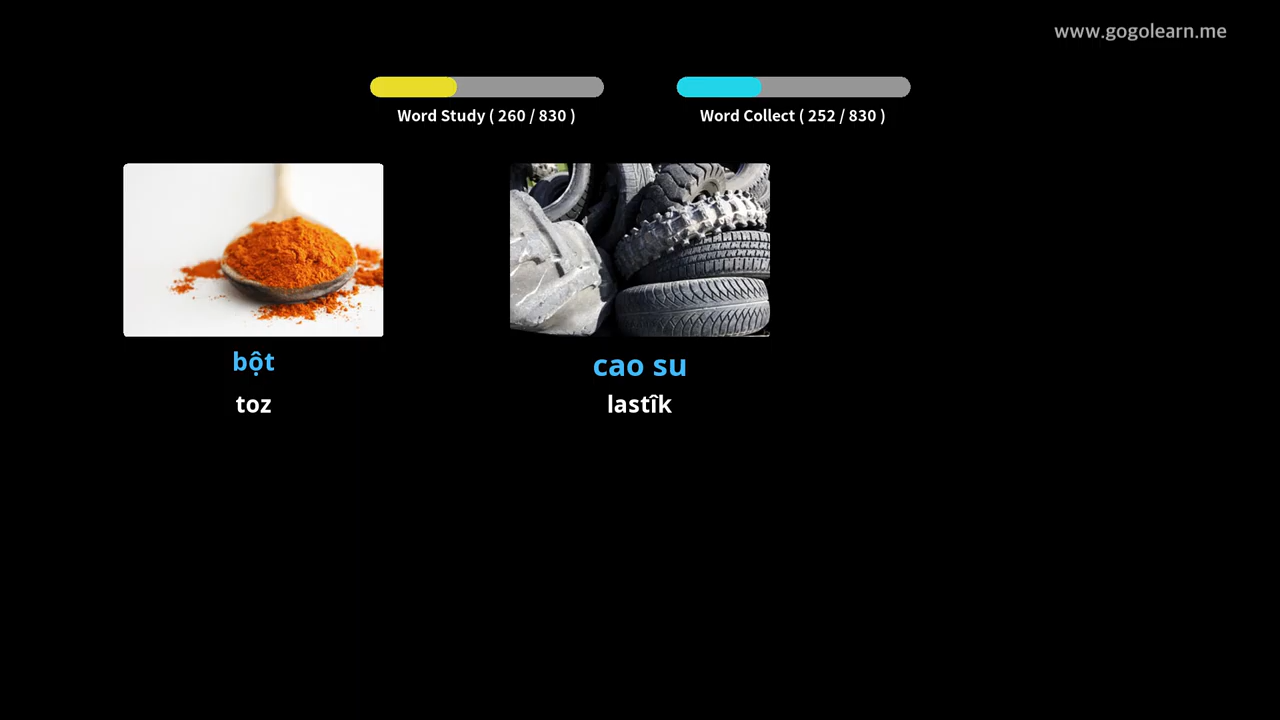 www.gogolearn.me
Word Study ( 260 / 830 )
Word Collect ( 252 / 830 )
bột
toz
cao su
lastîk